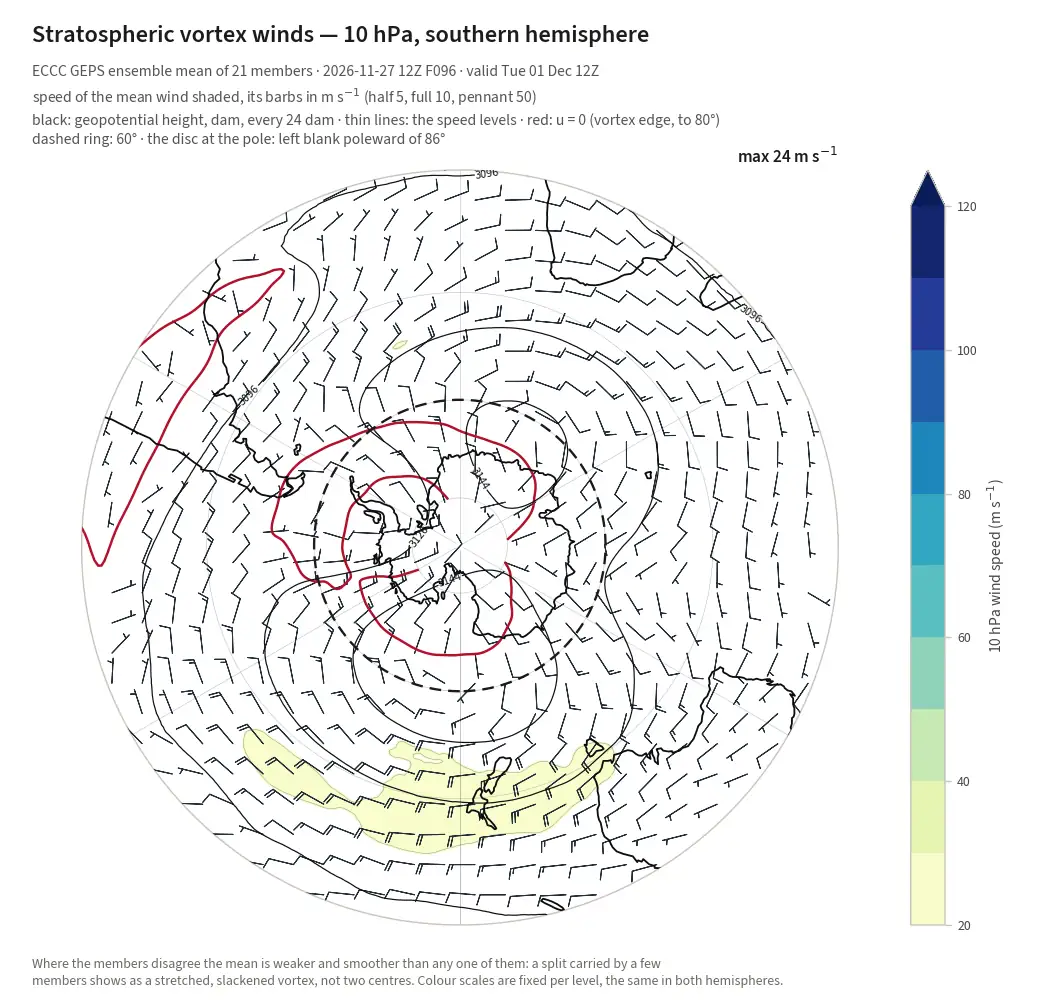 Stratospheric vortex winds — 10 hPa, southern hemisphere
ECCC GEPS ensemble mean of 21 members · 2026-11-27 12Z F096 · valid Tue 01 Dec 12Z
speed of the mean wind shaded, its barbs in m s⁻¹ (half 5, full 10, pennant 50)
black: geopotential height, dam, every 24 dam · thin lines: the speed levels · red: u = 0 (vortex edge, to 80°)
dashed ring: 60° · the disc at the pole: left blank poleward of 86°
max 24 m s⁻¹
3096
120
3096
100
3096
3144
80
10 hPa wind speed (m s⁻¹)
60
40
20
Where the members disagree the mean is weaker and smoother than any one of them: a split carried by a few
members shows as a stretched, slackened vortex, not two centres. Colour scales are fixed per level, the same in both hemispheres.